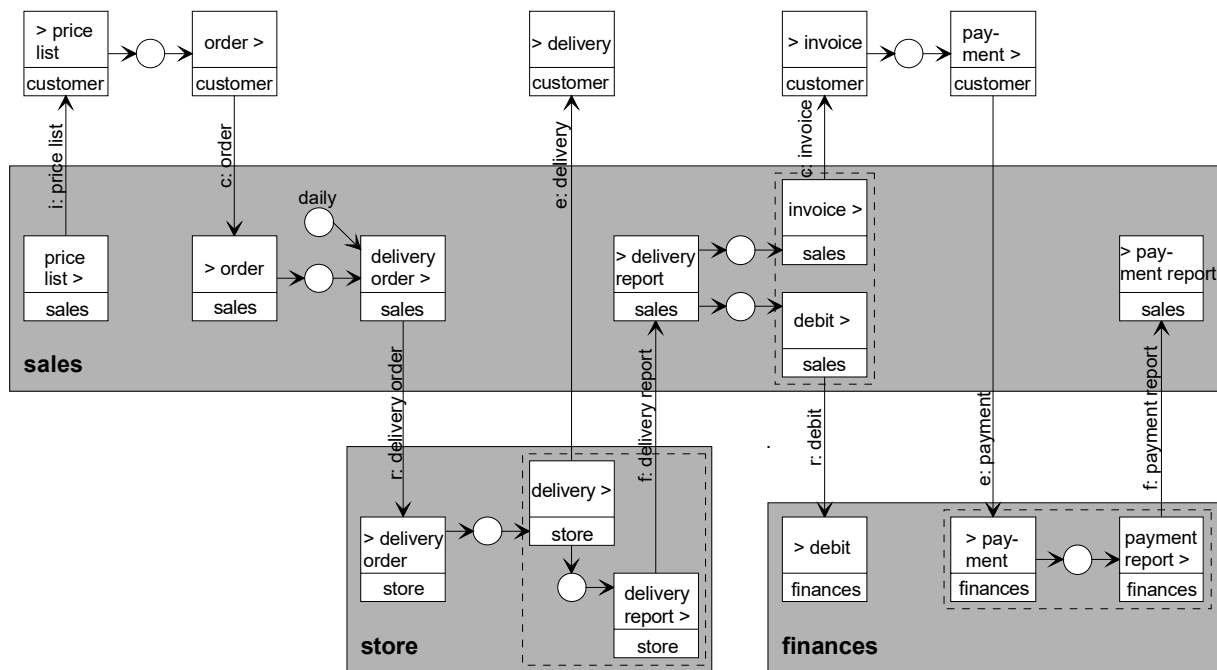 > price
list
customer
order >
customer
> delivery
customer
> invoice
customer
pay-
ment >
customer
i: price list
c: order
e: delivery
c: invoice
daily
price
list >
sales
> order
sales
delivery
order >
sales
> delivery
report
sales
invoice >
sales
debit >
sales
> pay-
ment report
sales
sales
r: delivery order
f: delivery report
r: debit
e: payment
f: payment report
> delivery
order
store
delivery >
store
delivery
report >
store
store
> debit
finances
> pay-
ment
finances
payment
report >
finances
finances